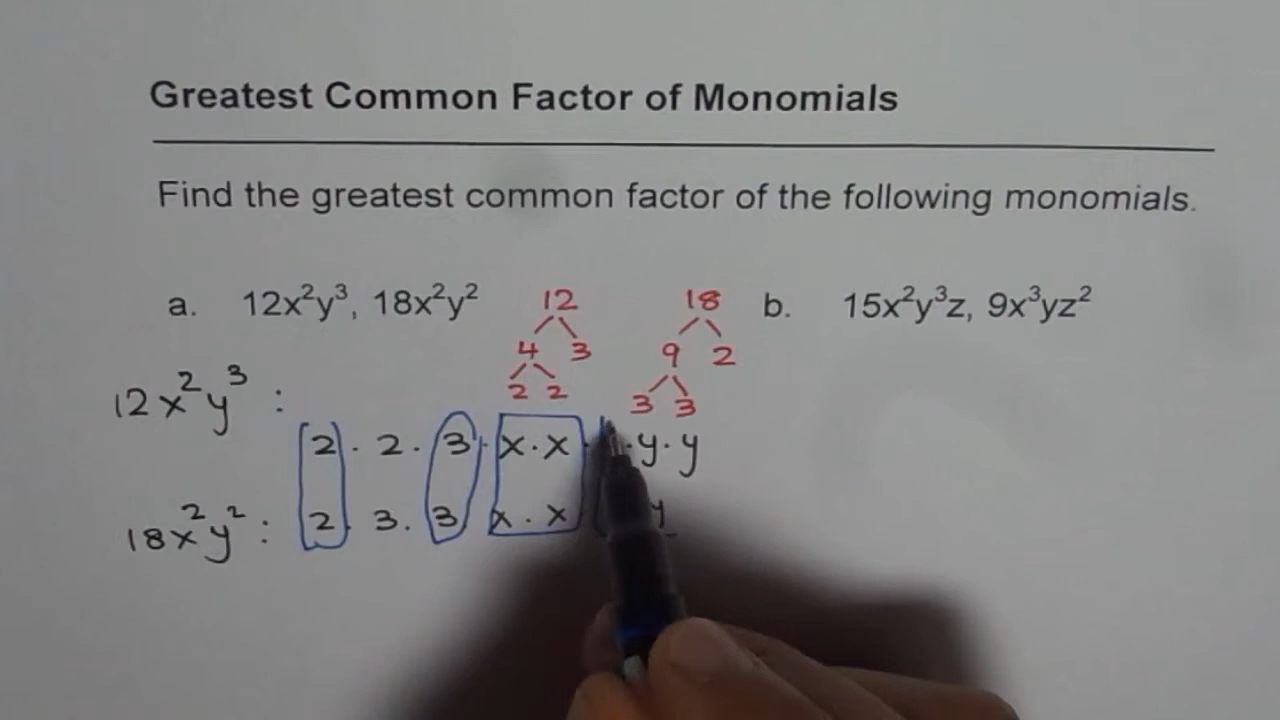 Greatest Common Factor of Monomials
Find the greatest common factor of the following monomials.
a. 12x²y³, 18x²y² b. 15x²y³z, 9x³yz²
12 18
4 3 9 2
2 2 3 3
12x²y³ :
2 . 2 . 3 . x . x . . y . y
18x²y² : 2 . 3 . 3 x . x y